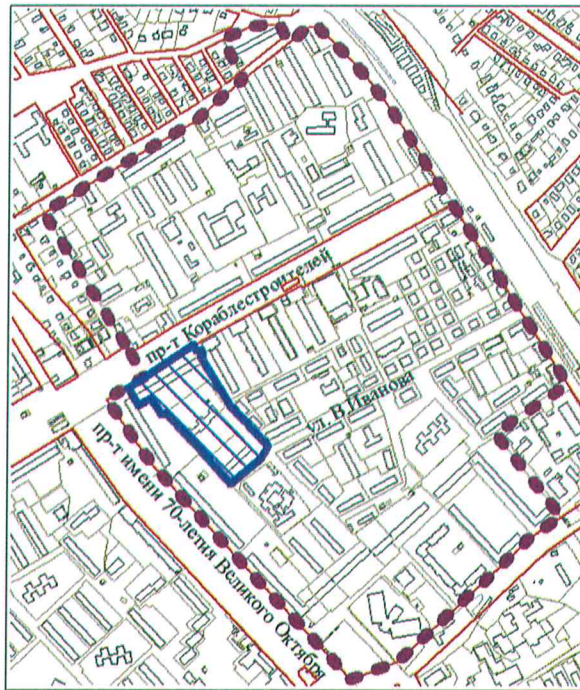 пр-т Кораблестроителей
ул. В.Иванова
пр-т имени 70-летия Великого Октября